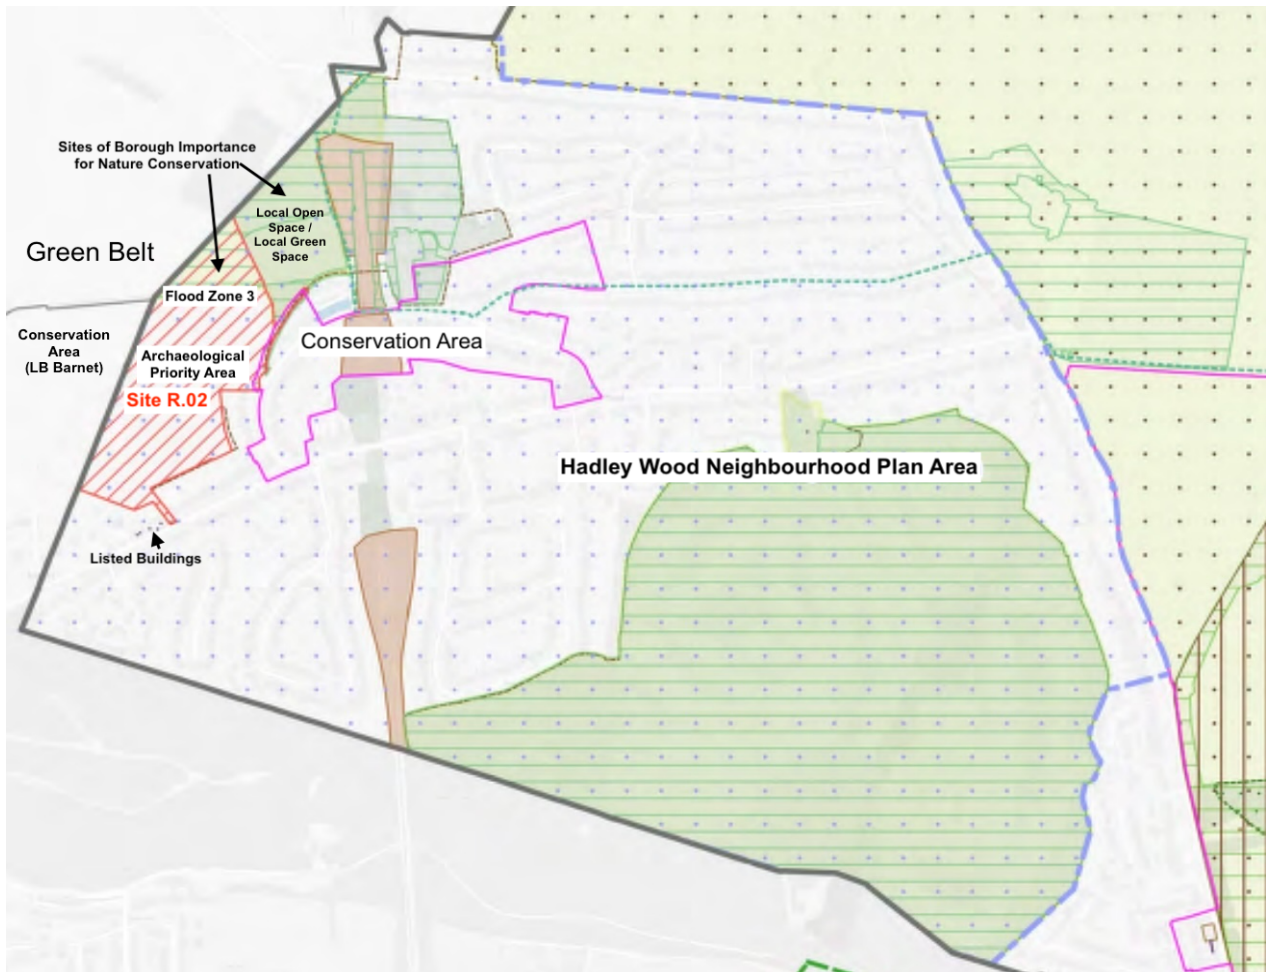 Sites of Borough Importance
for Nature Conservation
Local Open
Space /
Local Green
Space
Green Belt
Flood Zone 3
Conservation
Area
(LB Barnet)
Conservation Area
Archaeological
Priority Area
Site R.02
Hadley Wood Neighbourhood Plan Area
Listed Buildings